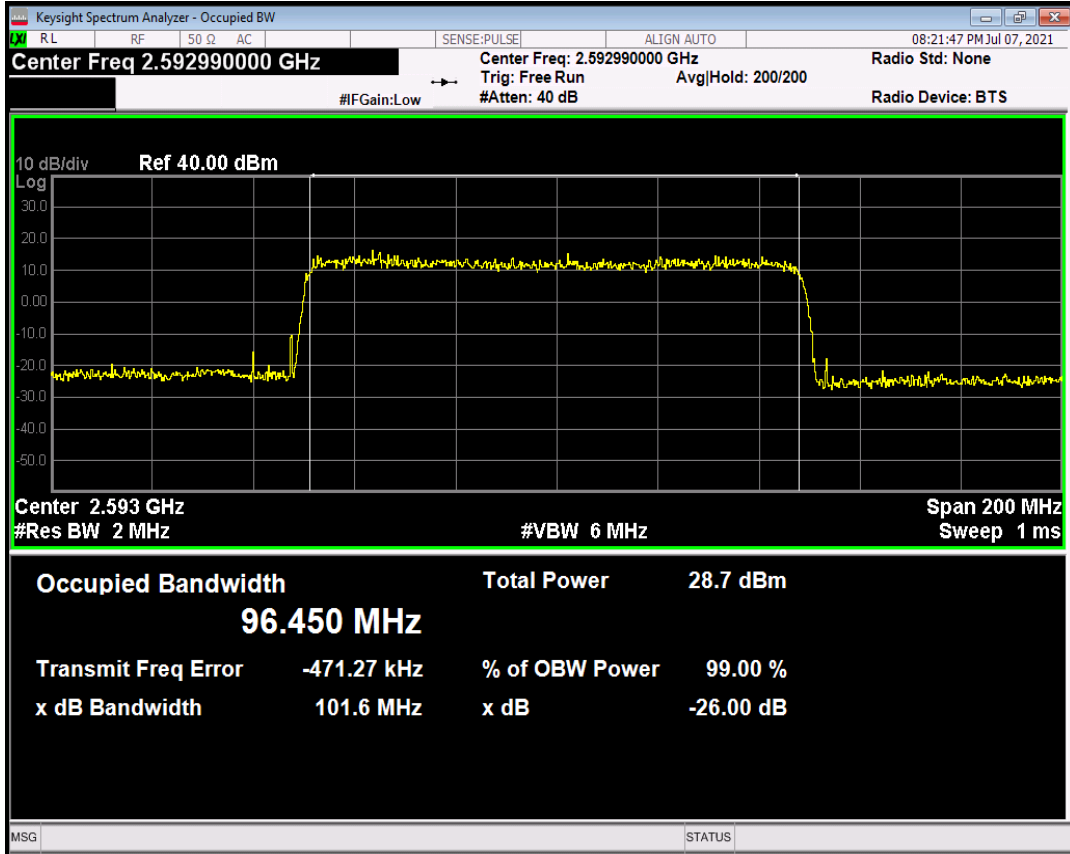 Keysight Spectrum Analyzer - Occupied BW
LXI RL RF 50 Ω AC SENSE:PULSE ALIGN AUTO 08:21:47 PM Jul 07, 2021
Center Freq 2.592990000 GHz
Center Freq: 2.592990000 GHz Radio Std: None
Trig: Free Run Avg|Hold: 200/200
#IFGain:Low #Atten: 40 dB Radio Device: BTS
10 dB/div Ref 40.00 dBm
Log
30.0
20.0
10.0
0.00
-10.0
-20.0
-30.0
-40.0
-50.0
Center 2.593 GHz Span 200 MHz
#Res BW 2 MHz #VBW 6 MHz Sweep 1 ms
Occupied Bandwidth Total Power 28.7 dBm
96.450 MHz
Transmit Freq Error -471.27 kHz % of OBW Power 99.00 %
x dB Bandwidth 101.6 MHz x dB -26.00 dB
MSG STATUS